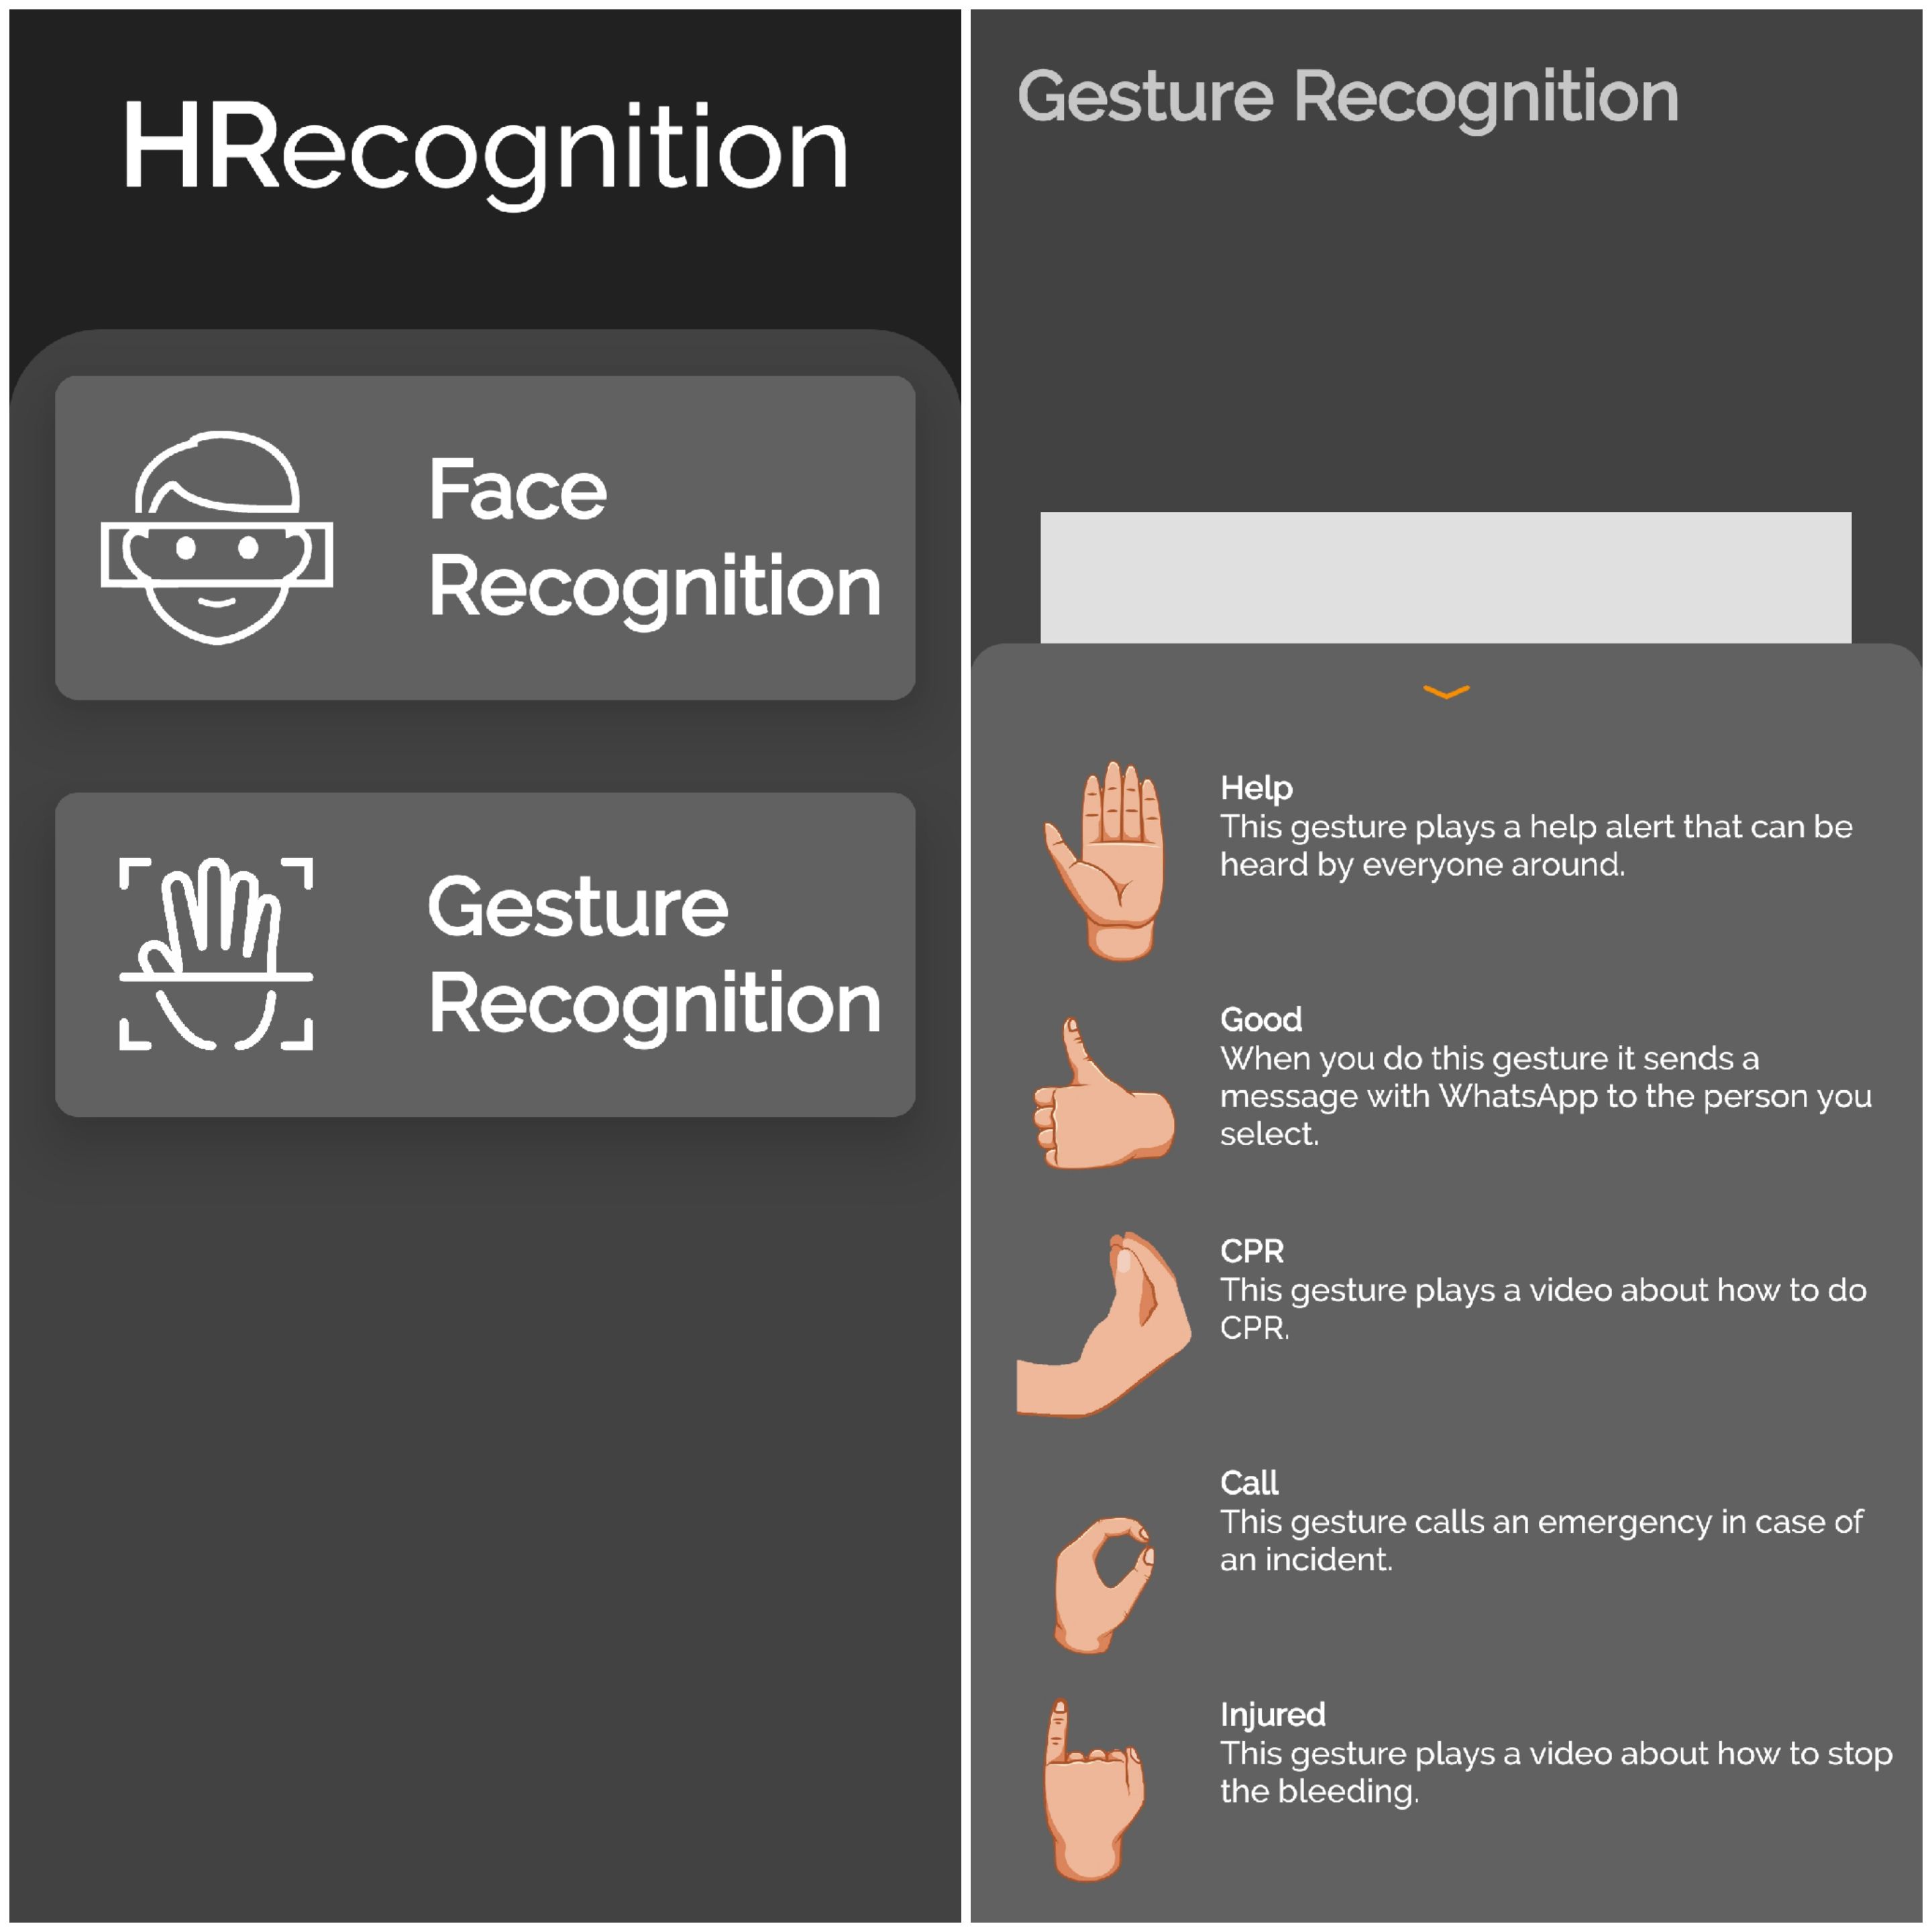 HRecognition
Face
Recognition
Gesture
Recognition
Gesture Recognition
Help
This gesture plays a help alert that can be
heard by everyone around.
Good
When you do this gesture it sends a
message with WhatsApp to the person you
select.
CPR
This gesture plays a video about how to do
CPR.
Call
This gesture calls an emergency in case of
an incident.
Injured
This gesture plays a video about how to stop
the bleeding.